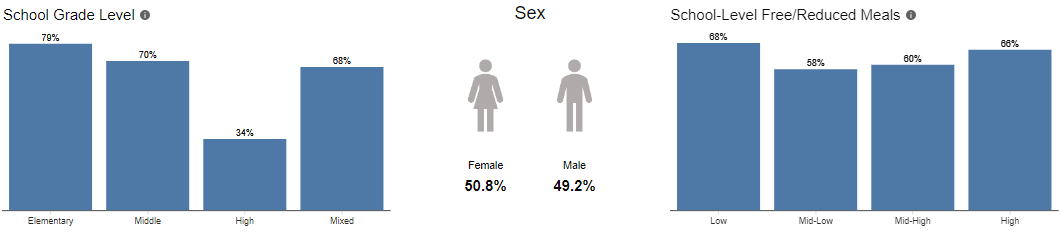 School Grade Level
79%
70%
34%
68%
Elementary
Middle
High
Mixed
Sex
Female
Male
50.8%
49.2%
School-Level Free/Reduced Meals
68%
58%
60%
66%
Low
Mid-Low
Mid-High
High